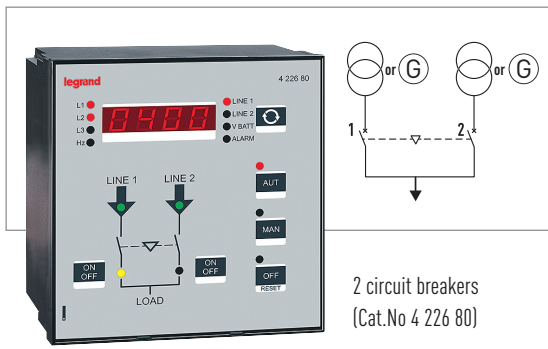 legrand
4 226 80
L1
L2
L3
Hz
0400
LINE 1
LINE 2
V BATT
ALARM
LINE 1
LINE 2
AUT
MAN
ON
OFF
ON
OFF
OFF
RESET
LOAD
or G
or G
1
2
2 circuit breakers
(Cat.No 4 226 80)